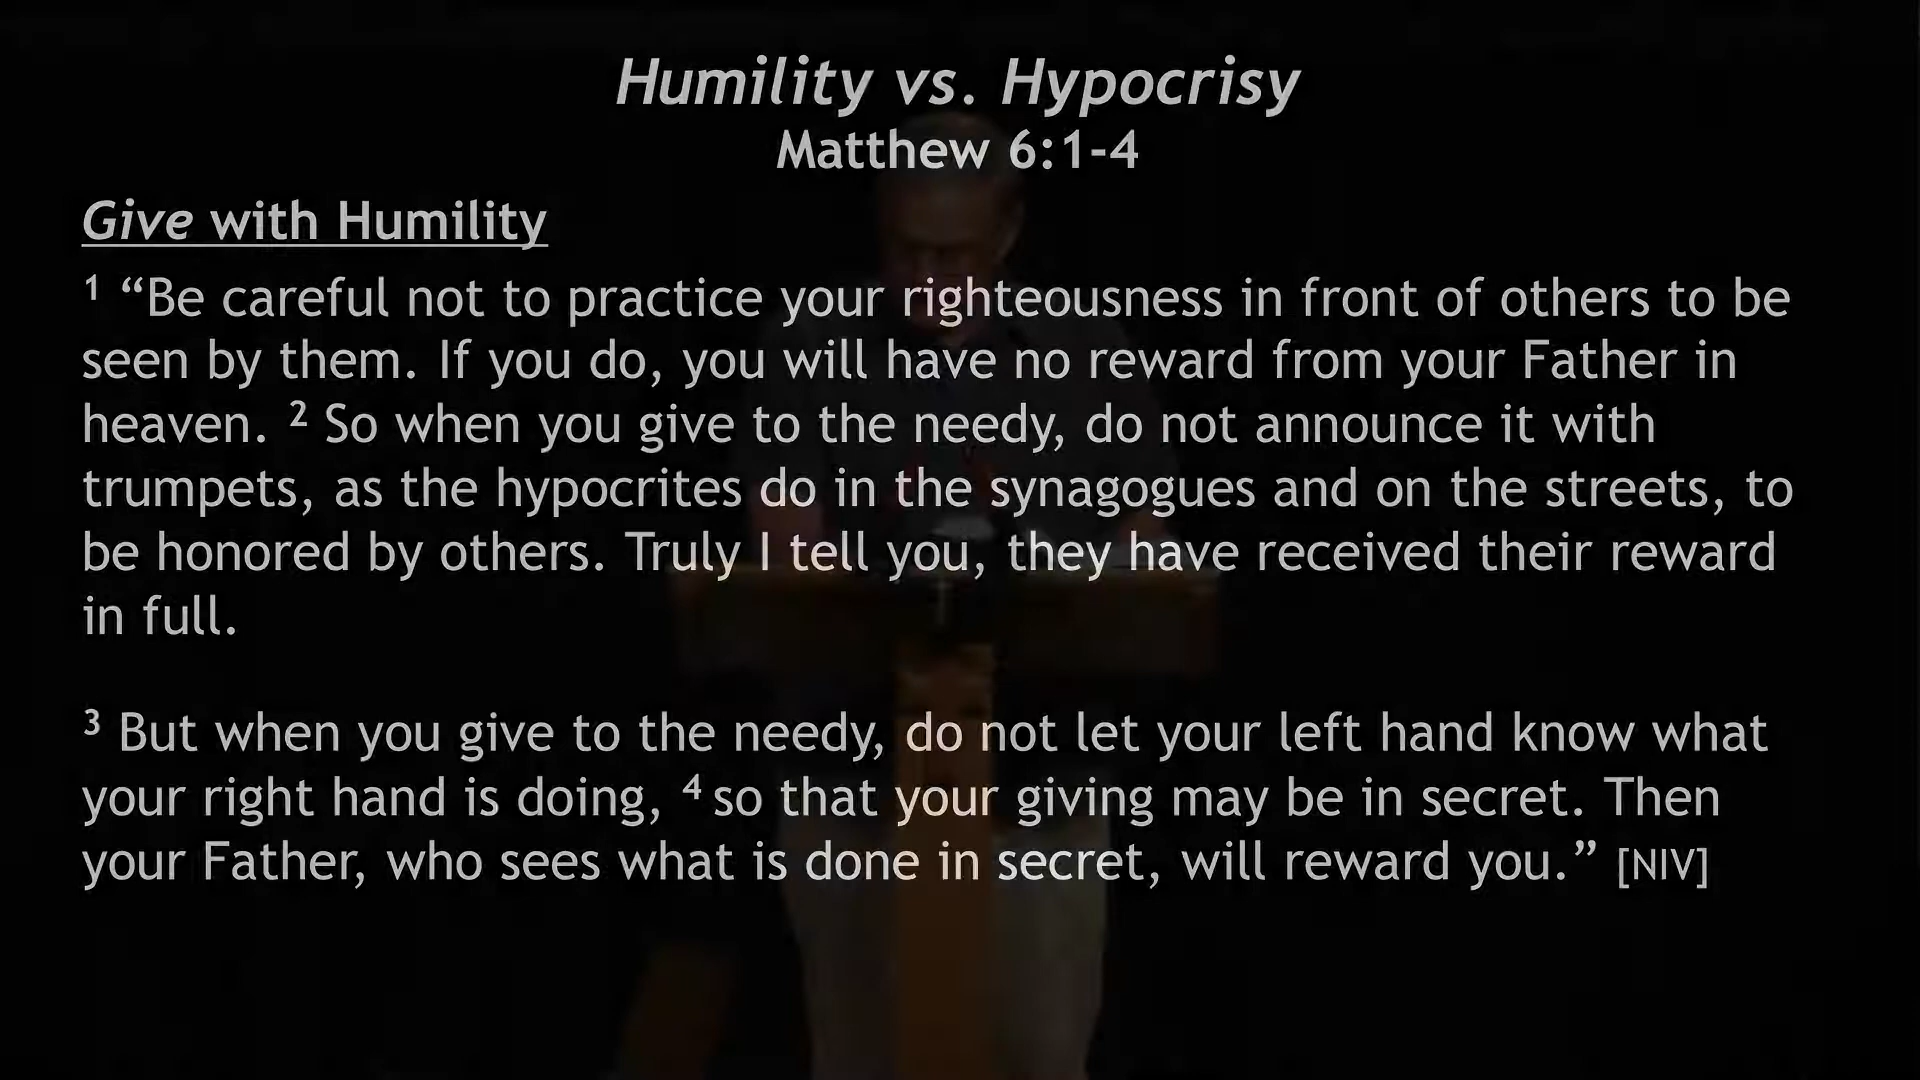 Humility vs. Hypocrisy
Matthew 6:1-4
Give with Humility
¹ “Be careful not to practice your righteousness in front of others to be
seen by them. If you do, you will have no reward from your Father in
heaven. ² So when you give to the needy, do not announce it with
trumpets, as the hypocrites do in the synagogues and on the streets, to
be honored by others. Truly I tell you, they have received their reward
in full.
³ But when you give to the needy, do not let your left hand know what
your right hand is doing, ⁴ so that your giving may be in secret. Then
your Father, who sees what is done in secret, will reward you.” [NIV]